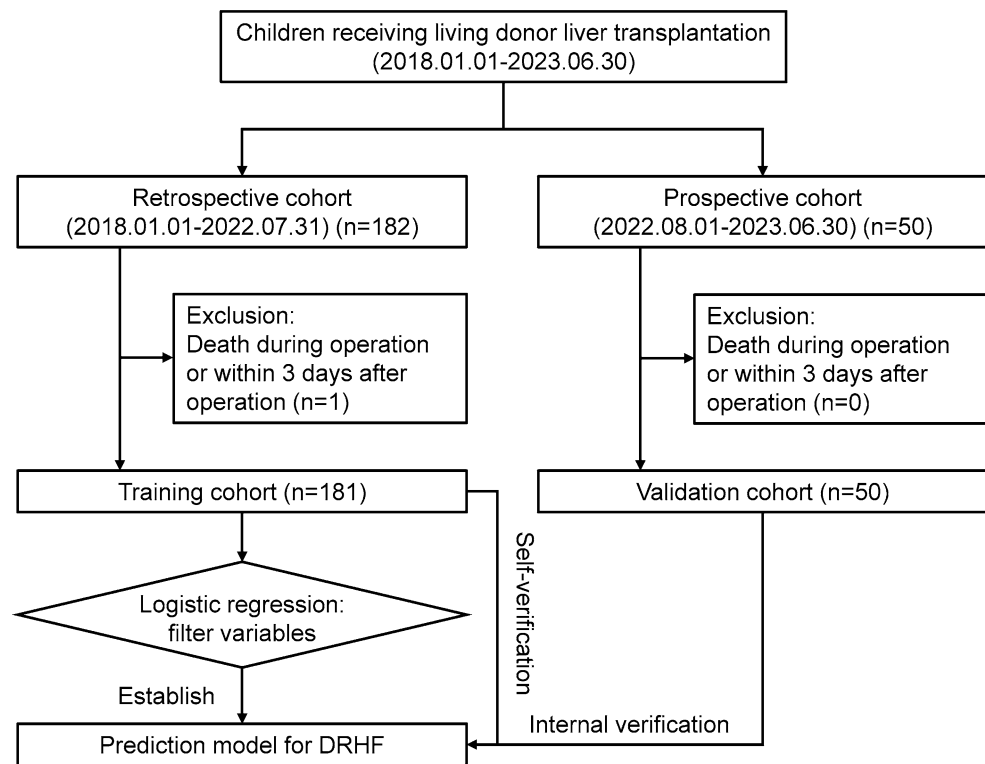 Children receiving living donor liver transplantation
(2018.01.01-2023.06.30)
Retrospective cohort
(2018.01.01-2022.07.31) (n=182)
Prospective cohort
(2022.08.01-2023.06.30) (n=50)
Exclusion:
Death during operation
or within 3 days after
operation (n=1)
Exclusion:
Death during operation
or within 3 days after
operation (n=0)
Training cohort (n=181)
Validation cohort (n=50)
Self-verification
Logistic regression:
filter variables
Establish
Internal verification
Prediction model for DRHF